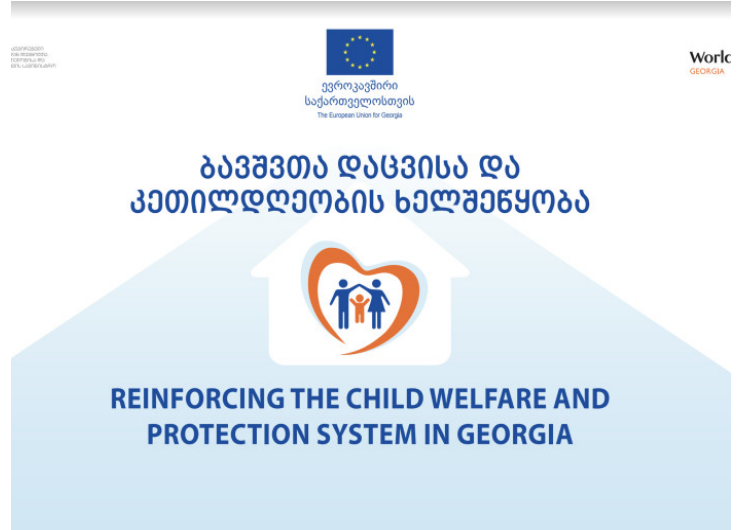 ევროკავშირი
საქართველოსთვის
The European Union for Georgia
World
GEORGIA
ბავშვთა დაცვისა და
კეთილდღეობის ხელშეწყობა
REINFORCING THE CHILD WELFARE AND
PROTECTION SYSTEM IN GEORGIA